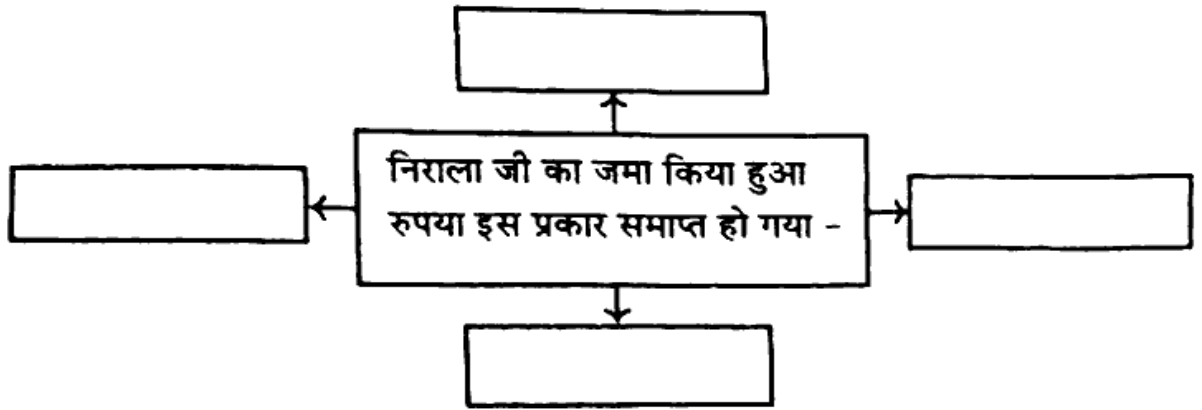 निराला जी का जमा किया हुआ
रुपया इस प्रकार समाप्त हो गया -